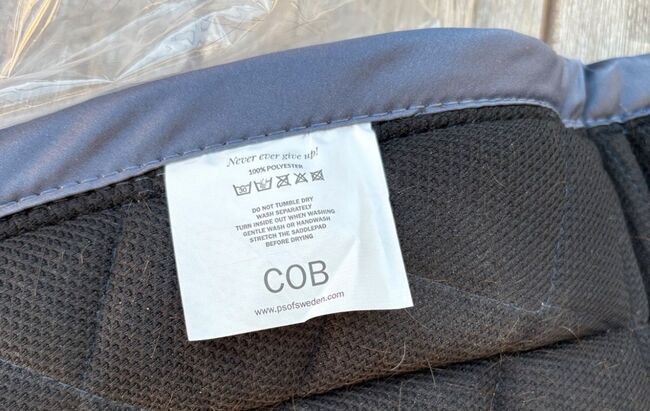 Never ever give up!
100% POLYESTER
30
DO NOT TUMBLE DRY
WASH SEPARATELY
TURN INSIDE OUT WHEN WASHING
GENTLE WASH OR HANDWASH
STRETCH THE SADDLEPAD
BEFORE DRYING
COB
www.psofsweden.com